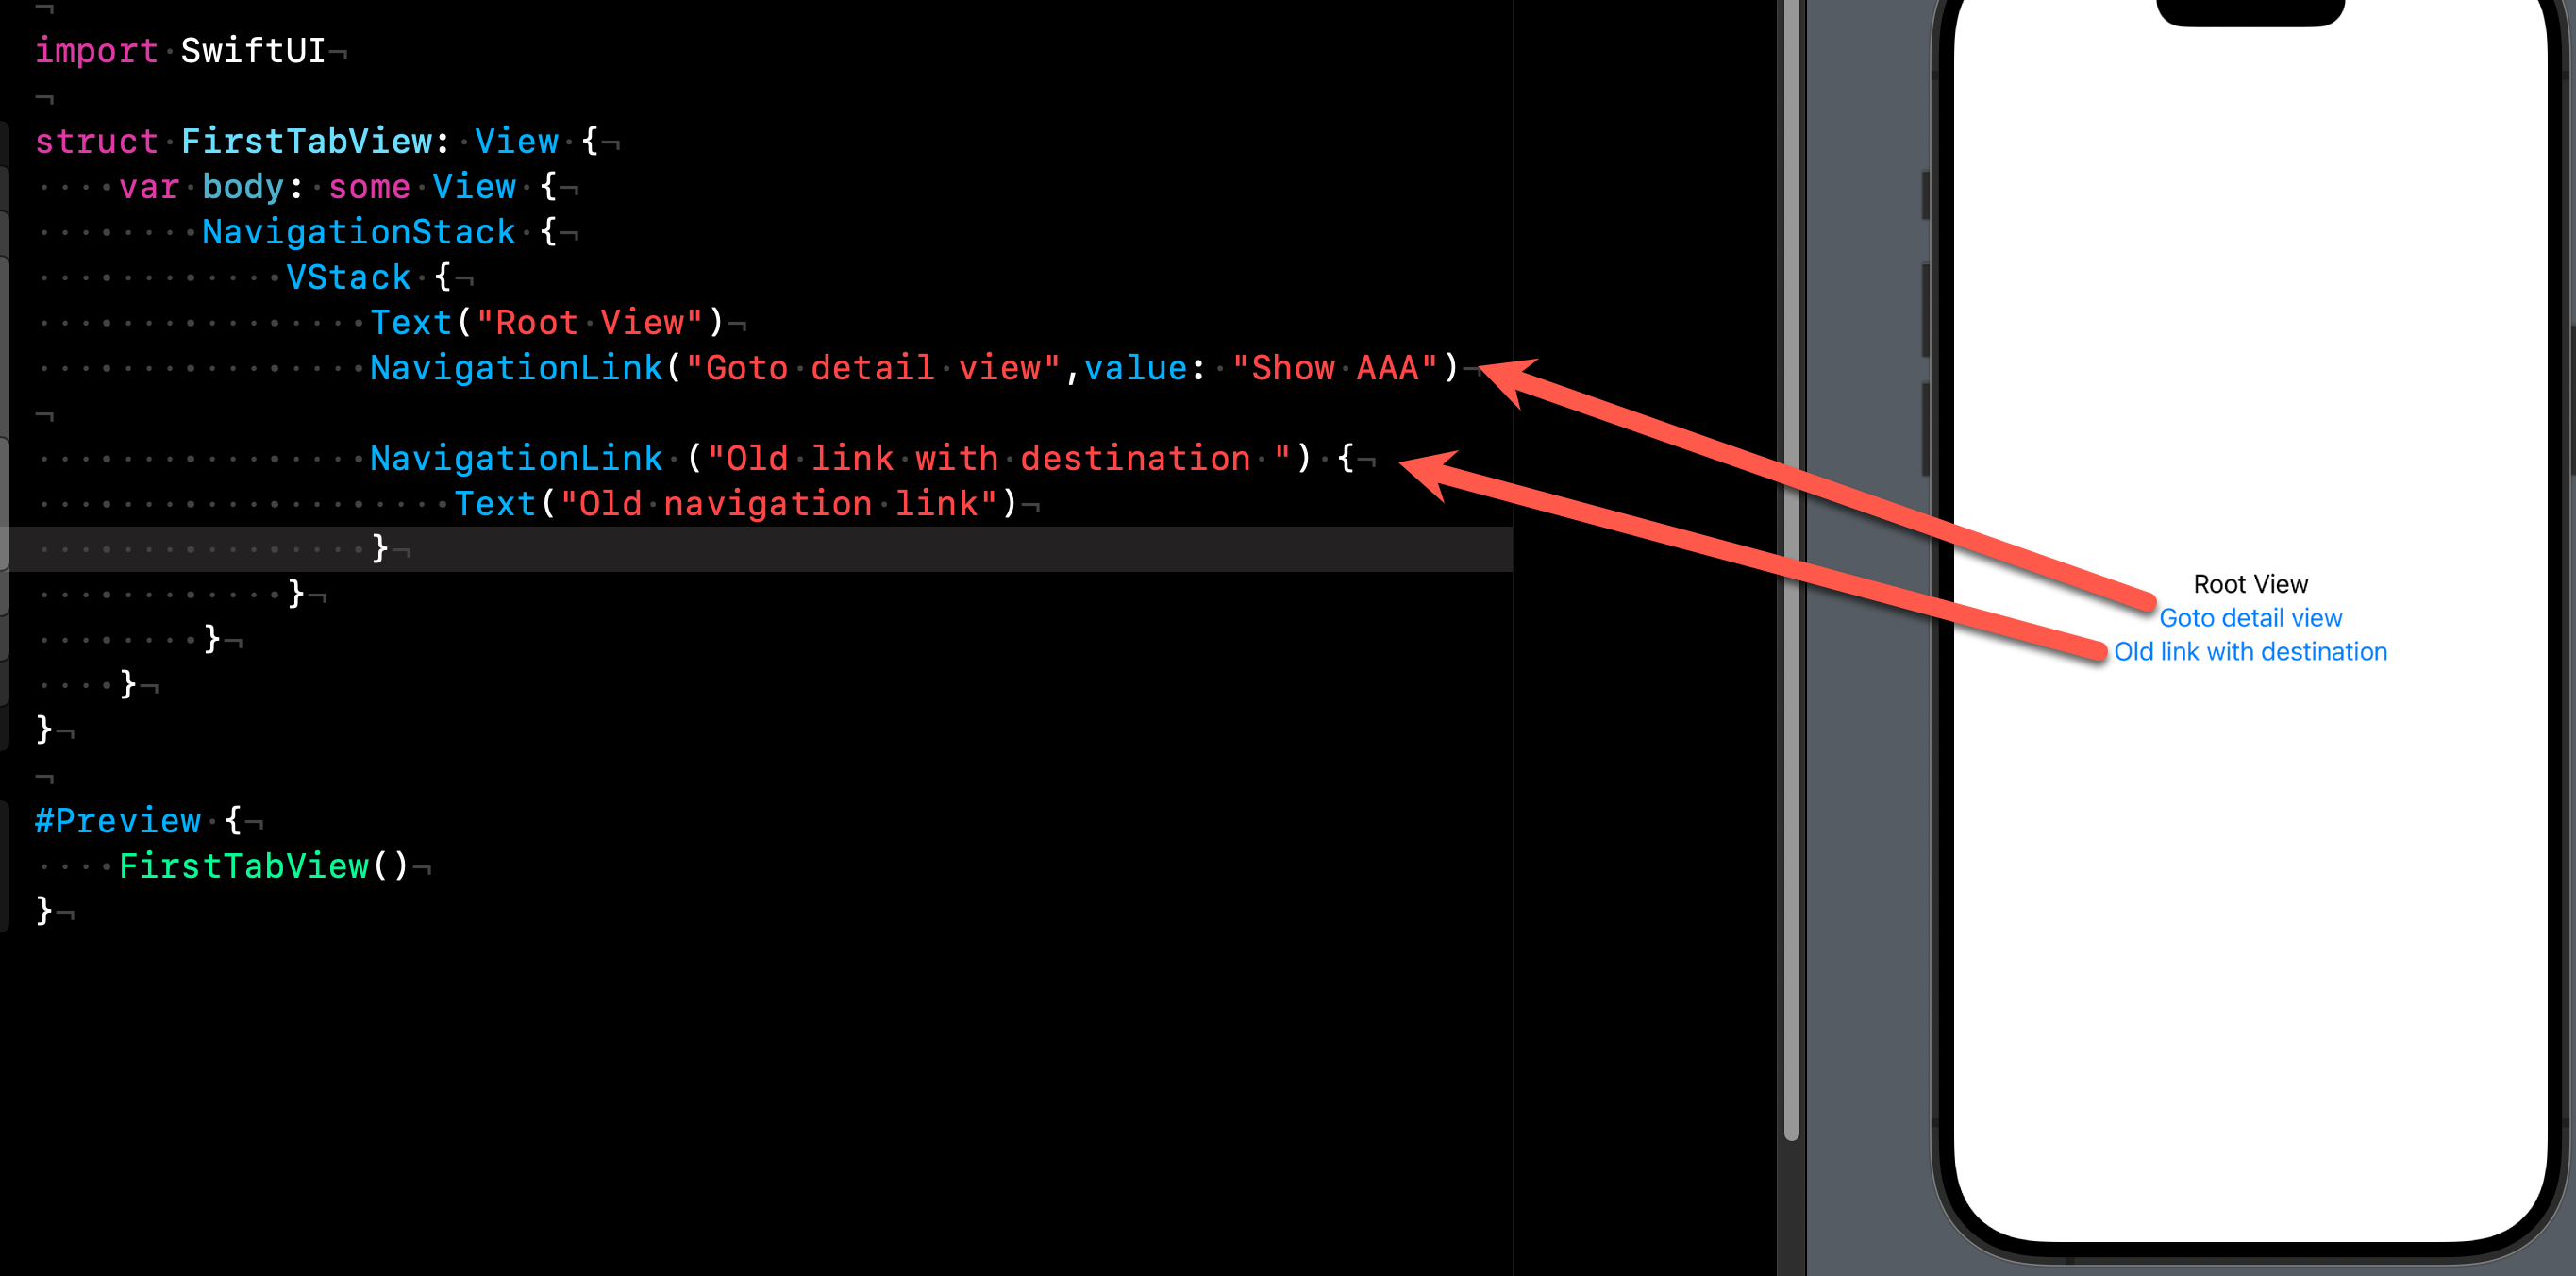 import SwiftUI
struct FirstTabView: View {
    var body: some View {
        NavigationStack {
            VStack {
                Text("Root View")
                NavigationLink("Goto detail view",value: "Show AAA")
                NavigationLink ("Old link with destination ") {
                    Text("Old navigation link")
                }
            }
        }
    }
}
#Preview {
    FirstTabView()
}
Root View
Goto detail view
Old link with destination